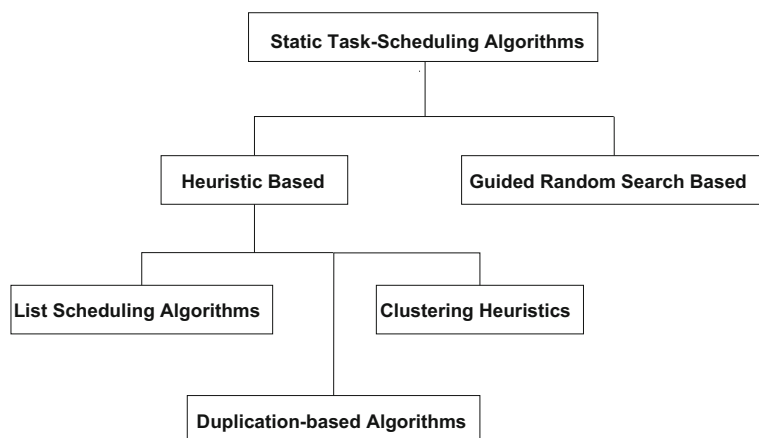 Static Task-Scheduling Algorithms
Heuristic Based
Guided Random Search Based
List Scheduling Algorithms
Clustering Heuristics
Duplication-based Algorithms